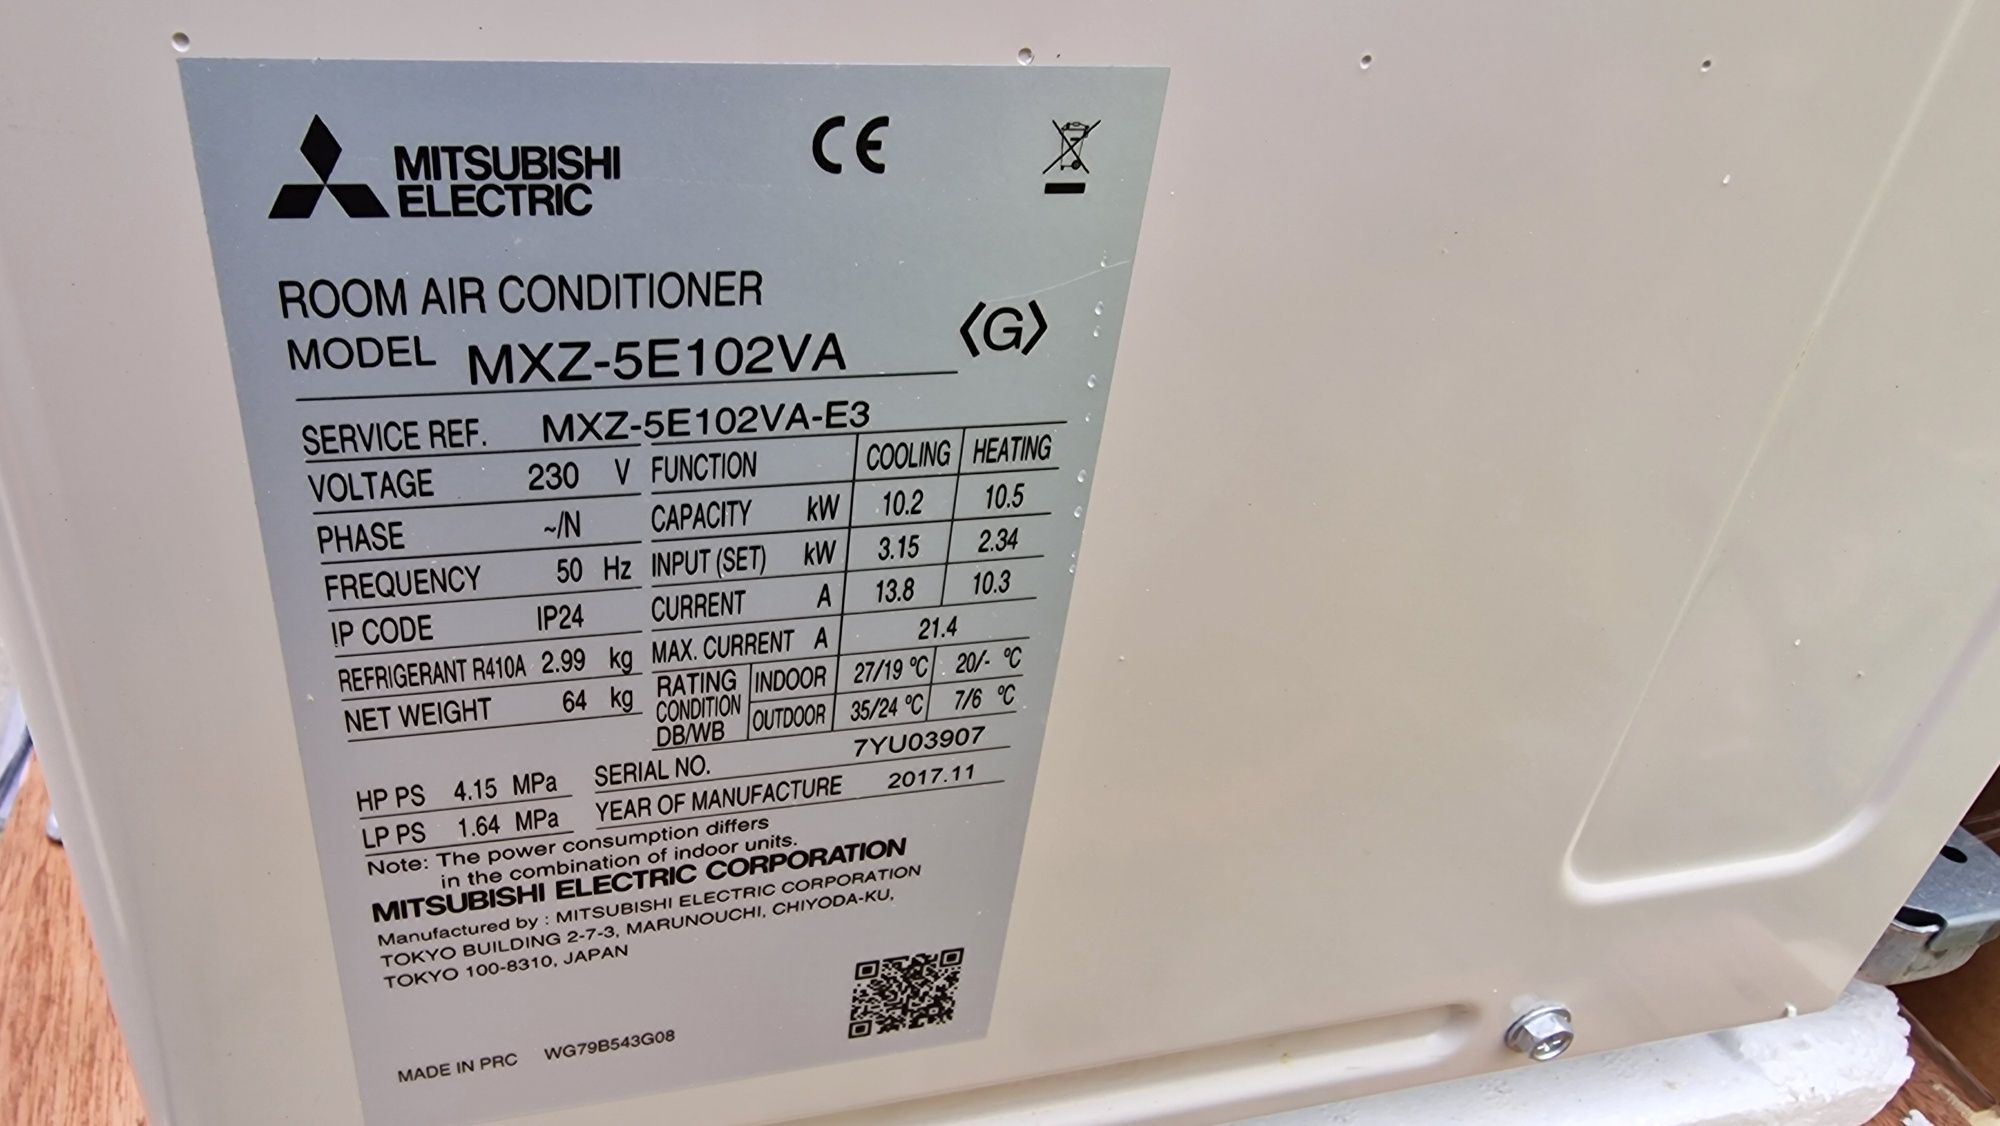 MITSUBISHI
ELECTRIC
CE
ROOM AIR CONDITIONER
MODEL MXZ-5E102VA
〈G〉
SERVICE REF. MXZ-5E102VA-E3
VOLTAGE 230 V
PHASE ~/N
FREQUENCY 50 Hz
IP CODE IP24
REFRIGERANT R410A 2.99 kg
NET WEIGHT 64 kg
FUNCTION COOLING HEATING
CAPACITY kW 10.2 10.5
INPUT (SET) kW 3.15 2.34
CURRENT A 13.8 10.3
MAX. CURRENT A 21.4
RATING CONDITION DB/WB INDOOR 27/19 ℃ 20/- ℃
OUTDOOR 35/24 ℃ 7/6 ℃
HP PS 4.15 MPa
LP PS 1.64 MPa
SERIAL NO. 7YU03907
YEAR OF MANUFACTURE 2017.11
Note: The power consumption differs
in the combination of indoor units.
MITSUBISHI ELECTRIC CORPORATION
Manufactured by : MITSUBISHI ELECTRIC CORPORATION
TOKYO BUILDING 2-7-3, MARUNOUCHI, CHIYODA-KU,
TOKYO 100-8310, JAPAN
MADE IN PRC WG79B543G08